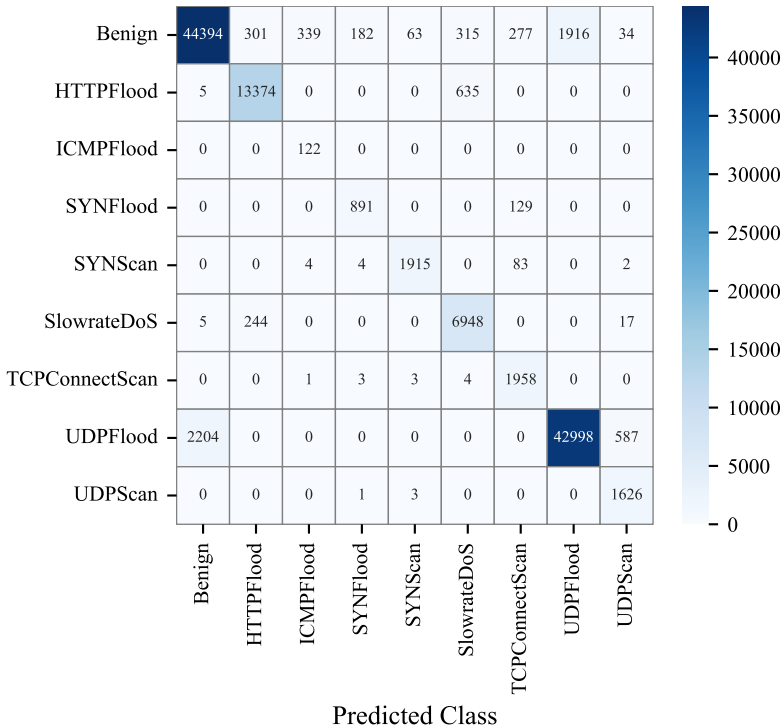 Benign 44394 301 339 182 63 315 277 1916 34
HTTPFlood 5 13374 0 0 0 635 0 0 0
ICMPFlood 0 0 122 0 0 0 0 0 0
SYNFlood 0 0 0 891 0 0 129 0 0
SYNScan 0 0 4 4 1915 0 83 0 2
SlowrateDoS 5 244 0 0 0 6948 0 0 17
TCPConnectScan 0 0 1 3 3 4 1958 0 0
UDPFlood 2204 0 0 0 0 0 0 42998 587
UDPScan 0 0 0 1 3 0 0 0 1626
Benign
HTTPFlood
ICMPFlood
SYNFlood
SYNScan
SlowrateDoS
TCPConnectScan
UDPFlood
UDPScan
Predicted Class
40000
35000
30000
25000
20000
15000
10000
5000
0